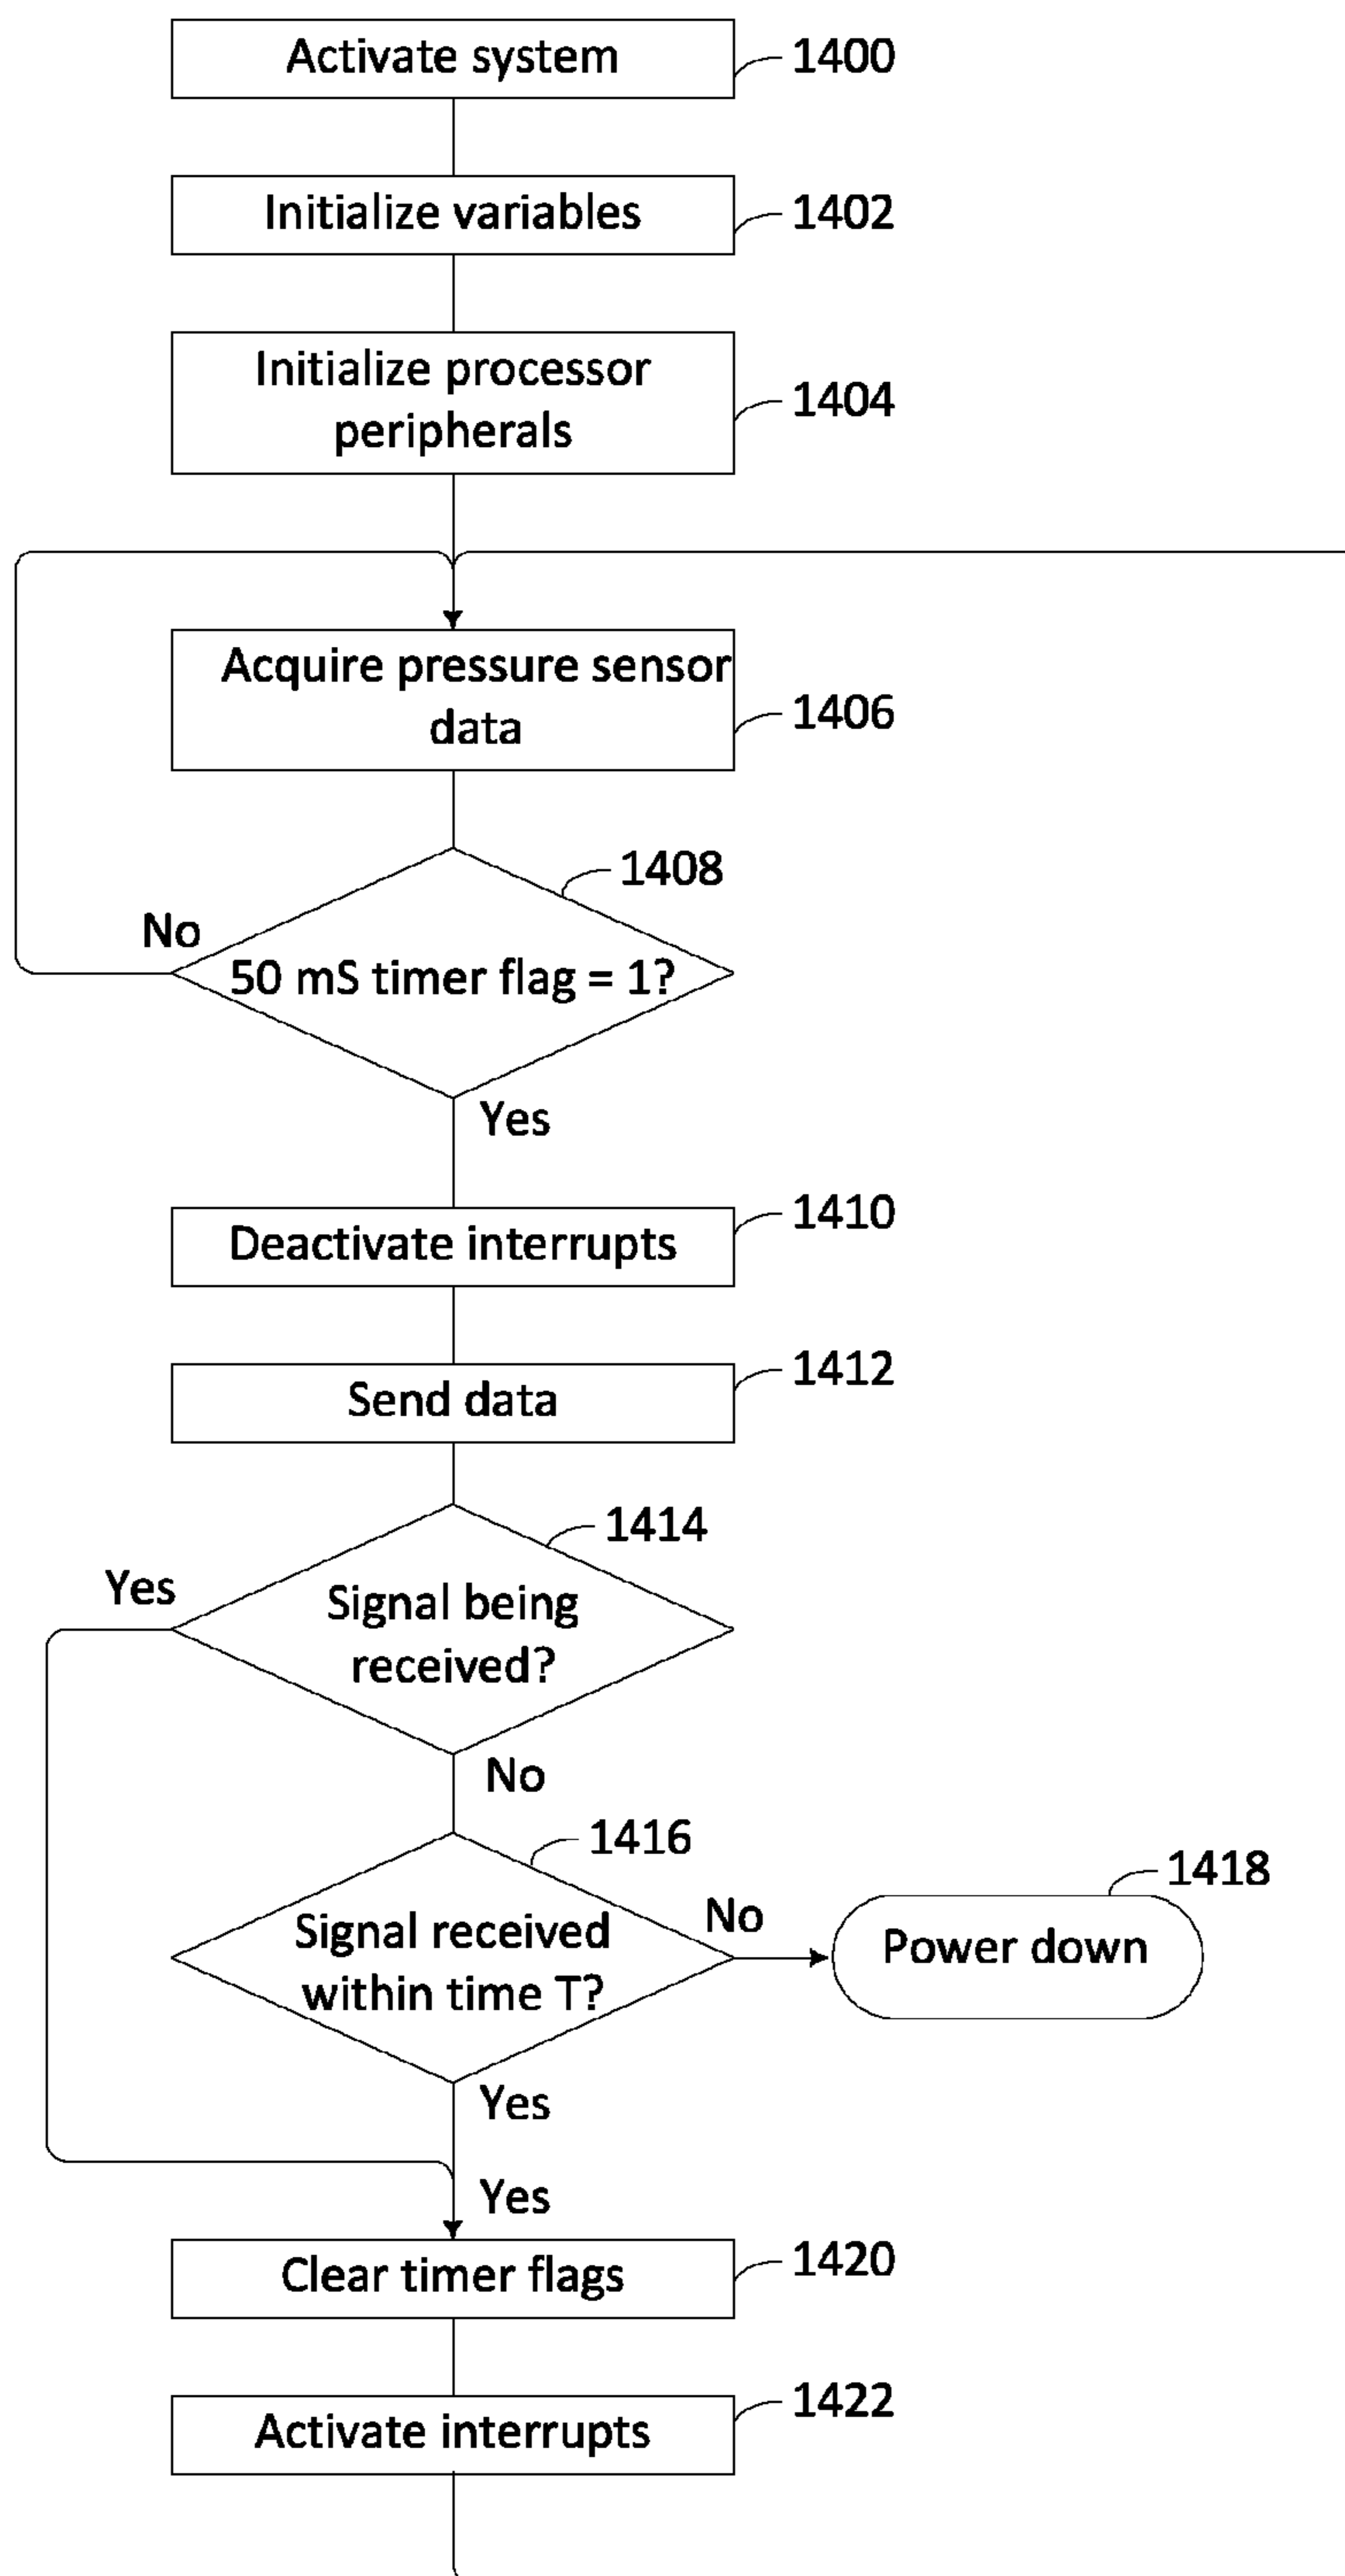 Activate system
1400
Initialize variables
1402
Initialize processor
peripherals
1404
Acquire pressure sensor
data
1406
1408
No
50 mS timer flag = 1?
Yes
1410
Deactivate interrupts
1412
Send data
1414
Yes
Signal being
received?
No
1416
1418
No
Signal received
within time T?
Power down
Yes
Yes
Clear timer flags
1420
Activate interrupts
1422